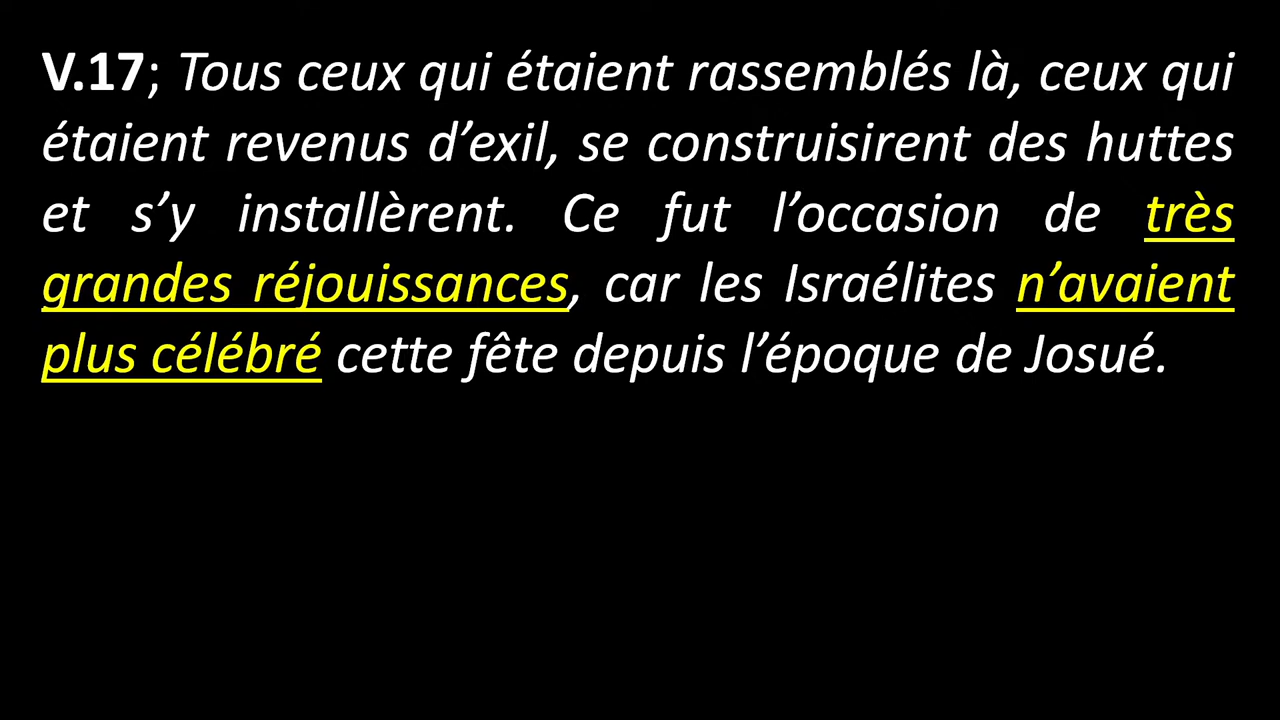 V.17; Tous ceux qui étaient rassemblés là, ceux qui
étaient revenus d’exil, se construisirent des huttes
et s’y installèrent. Ce fut l’occasion de très
grandes réjouissances, car les Israélites n’avaient
plus célébré cette fête depuis l’époque de Josué.